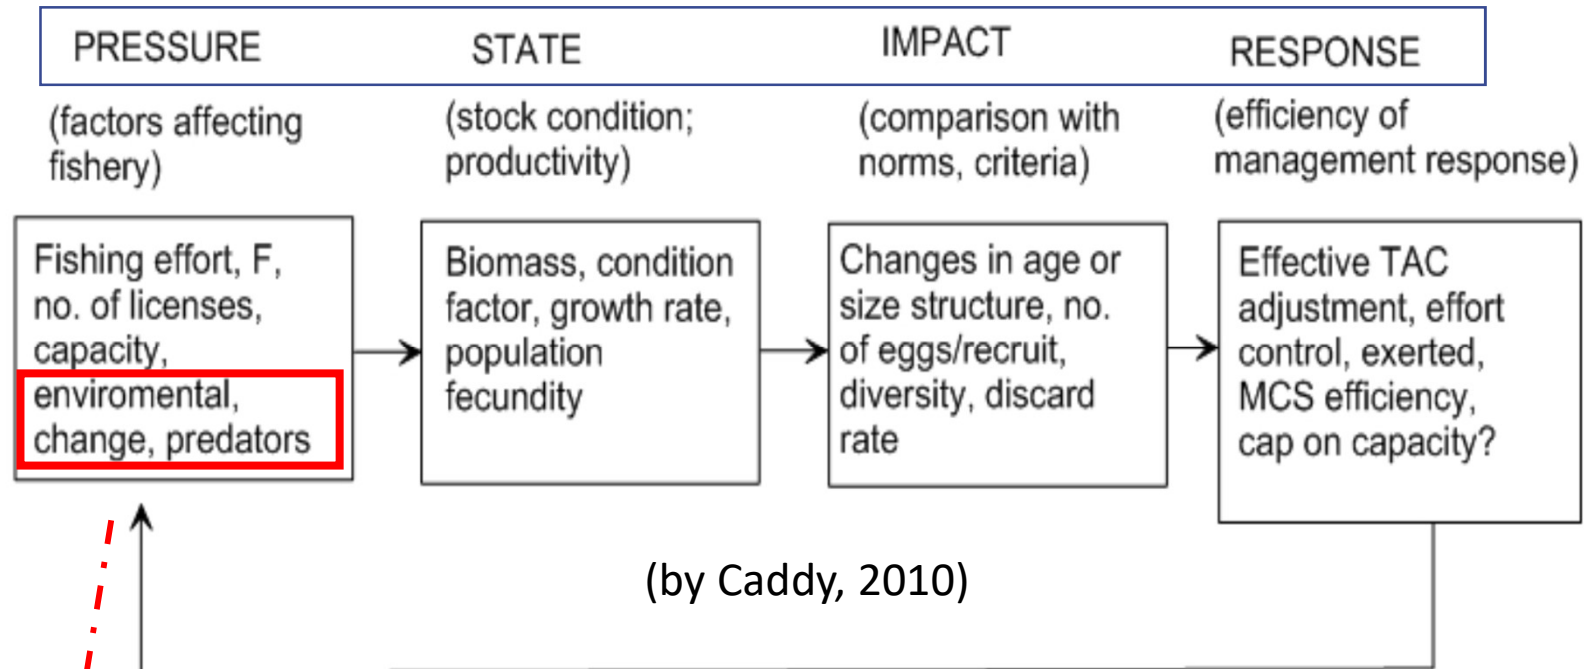 PRESSURE
STATE
IMPACT
RESPONSE
(factors affecting
fishery)
(stock condition;
productivity)
(comparison with
norms, criteria)
(efficiency of
management response)
Fishing effort, F,
no. of licenses,
capacity,
enviromental,
change, predators
Biomass, condition
factor, growth rate,
population
fecundity
Changes in age or
size structure, no.
of eggs/recruit,
diversity, discard
rate
Effective TAC
adjustment, effort
control, exerted,
MCS efficiency,
cap on capacity?
(by Caddy, 2010)